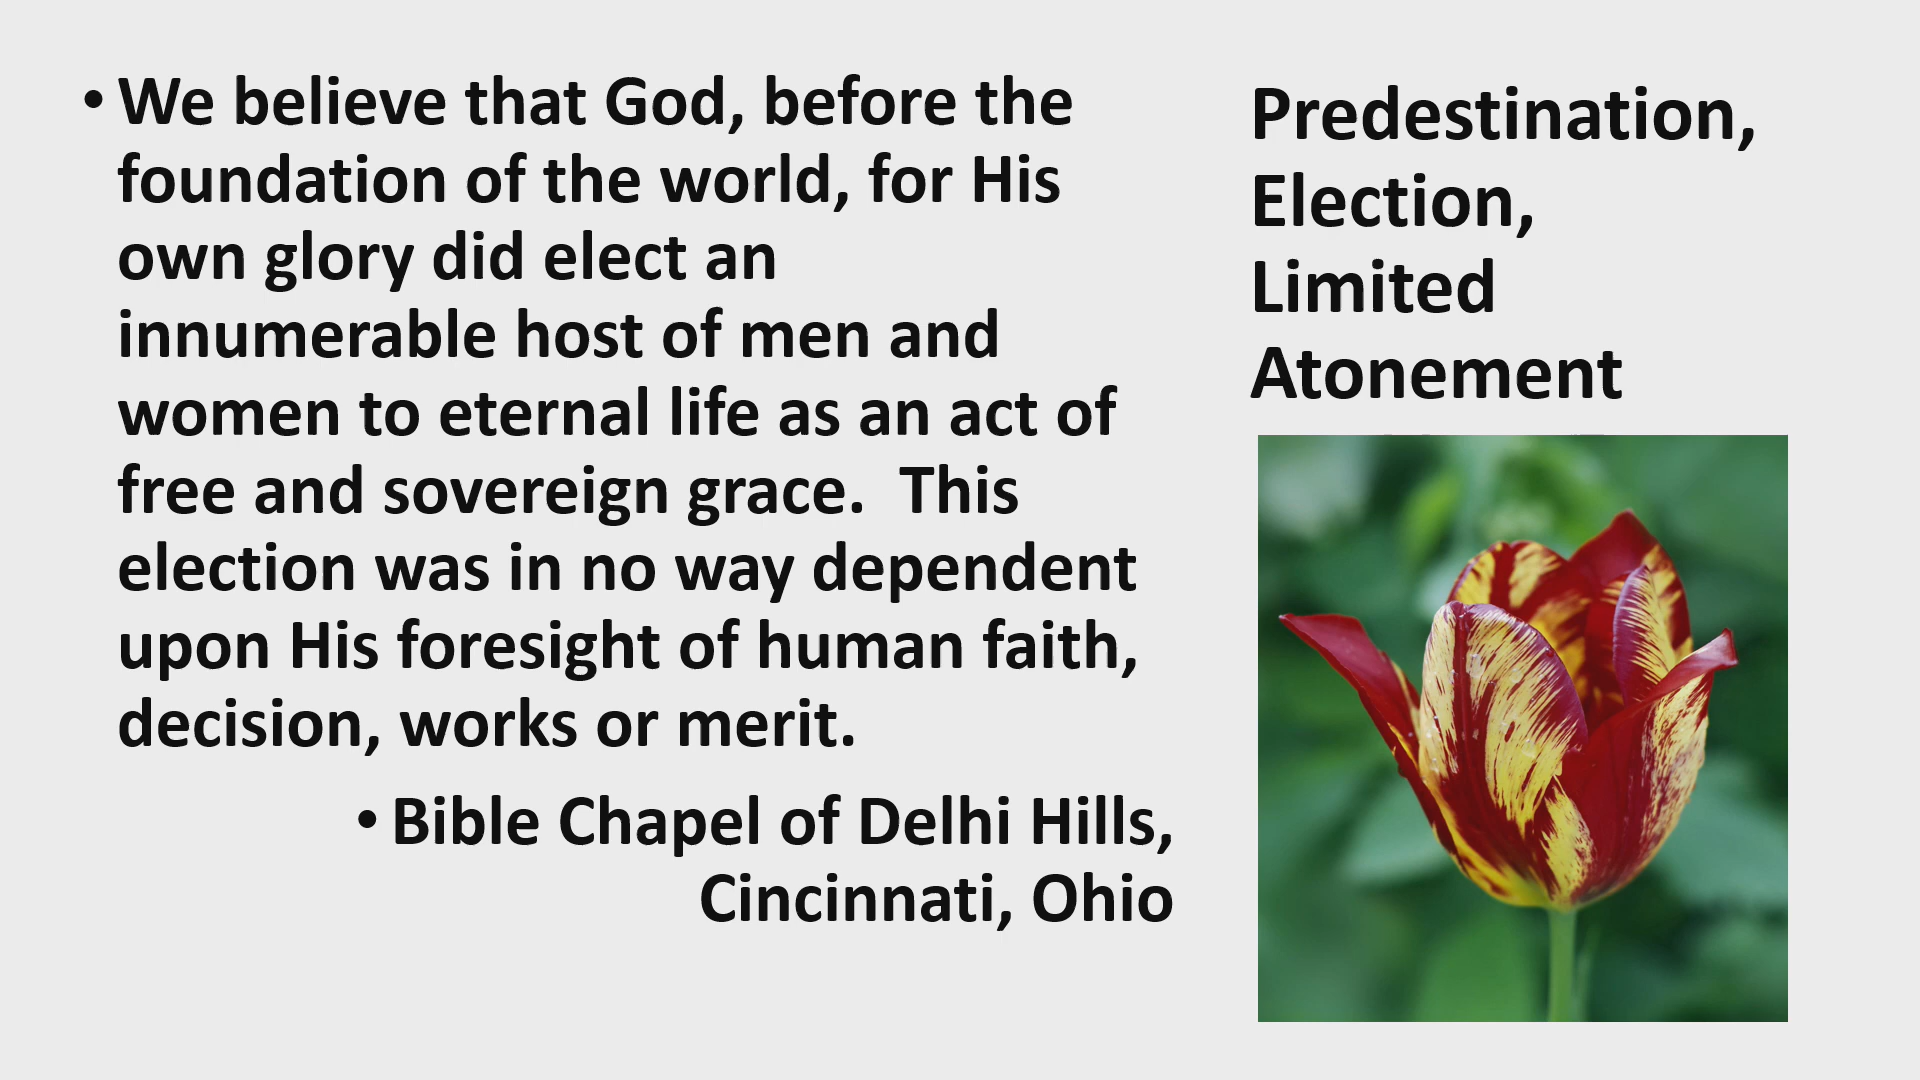 • We believe that God, before the
foundation of the world, for His
own glory did elect an
innumerable host of men and
women to eternal life as an act of
free and sovereign grace.  This
election was in no way dependent
upon His foresight of human faith,
decision, works or merit.
• Bible Chapel of Delhi Hills,
Cincinnati, Ohio
Predestination,
Election,
Limited
Atonement